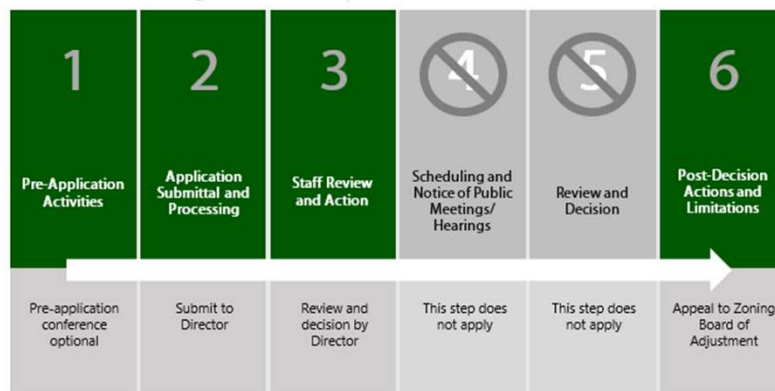 1
2
3
4
5
6
Pre-Application
Activities
Application
Submittal and
Processing
Staff Review
and Action
Scheduling and
Notice of Public
Meetings/
Hearings
Review and
Decision
Post-Decision
Actions and
Limitations
Pre-application
conference
optional
Submit to
Director
Review and
decision by
Director
This step does
not apply
This step does
not apply
Appeal to Zoning
Board of
Adjustment